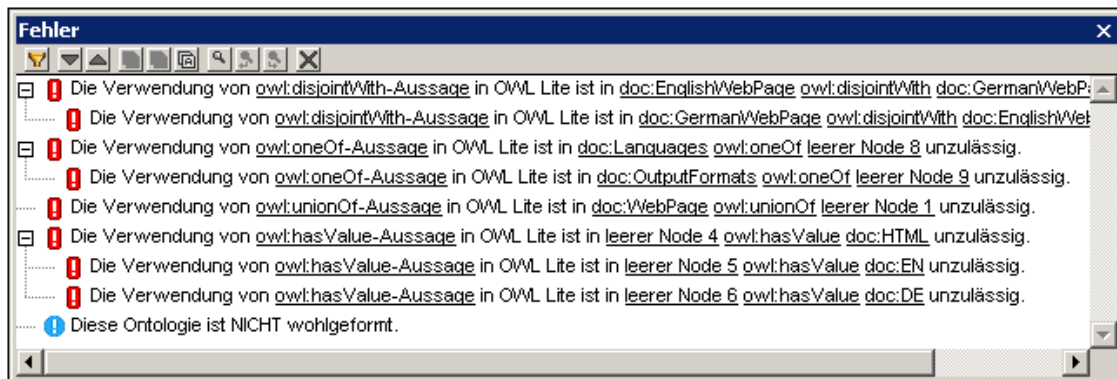 Fehler
Die Verwendung von owl:disjointWith-Aussage in OWL Lite ist in doc:EnglishWebPage owl:disjointWith doc:GermanWebP
Die Verwendung von owl:disjointWith-Aussage in OWL Lite ist in doc:GermanWebPage owl:disjointWith doc:EnglishWeb
Die Verwendung von owl:oneOf-Aussage in OWL Lite ist in doc:Languages owl:oneOf leerer Node 8 unzulässig.
Die Verwendung von owl:oneOf-Aussage in OWL Lite ist in doc:OutputFormats owl:oneOf leerer Node 9 unzulässig.
Die Verwendung von owl:unionOf-Aussage in OWL Lite ist in doc:WebPage owl:unionOf leerer Node 1 unzulässig.
Die Verwendung von owl:hasValue-Aussage in OWL Lite ist in leerer Node 4 owl:hasValue doc:HTML unzulässig.
Die Verwendung von owl:hasValue-Aussage in OWL Lite ist in leerer Node 5 owl:hasValue doc:EN unzulässig.
Die Verwendung von owl:hasValue-Aussage in OWL Lite ist in leerer Node 6 owl:hasValue doc:DE unzulässig.
Diese Ontologie ist NICHT wohlgeformt.